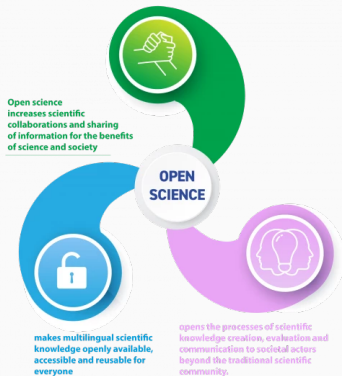 Open science
increases scientific
collaborations and sharing
of information for the benefits
of science and society
OPEN
SCIENCE
makes multilingual scientific
knowledge openly available,
accessible and reusable for
everyone
opens the processes of scientific
knowledge creation, evaluation and
communication to societal actors
beyond the traditional scientific
community.